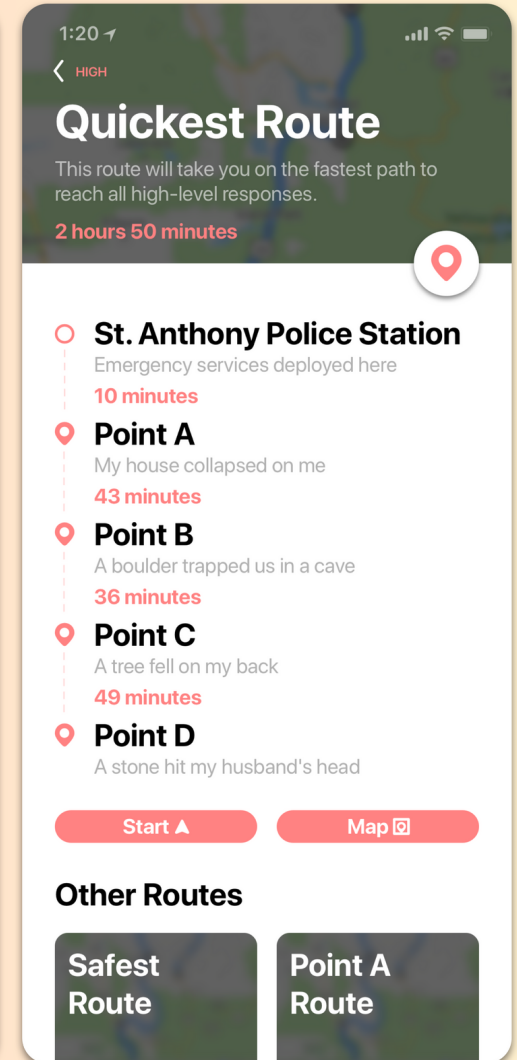 1:20
HIGH
Quickest Route
This route will take you on the fastest path to
reach all high-level responses.
2 hours 50 minutes
St. Anthony Police Station
Emergency services deployed here
10 minutes
Point A
My house collapsed on me
43 minutes
Point B
A boulder trapped us in a cave
36 minutes
Point C
A tree fell on my back
49 minutes
Point D
A stone hit my husband's head
Start
Map
Other Routes
Safest
Route
Point A
Route